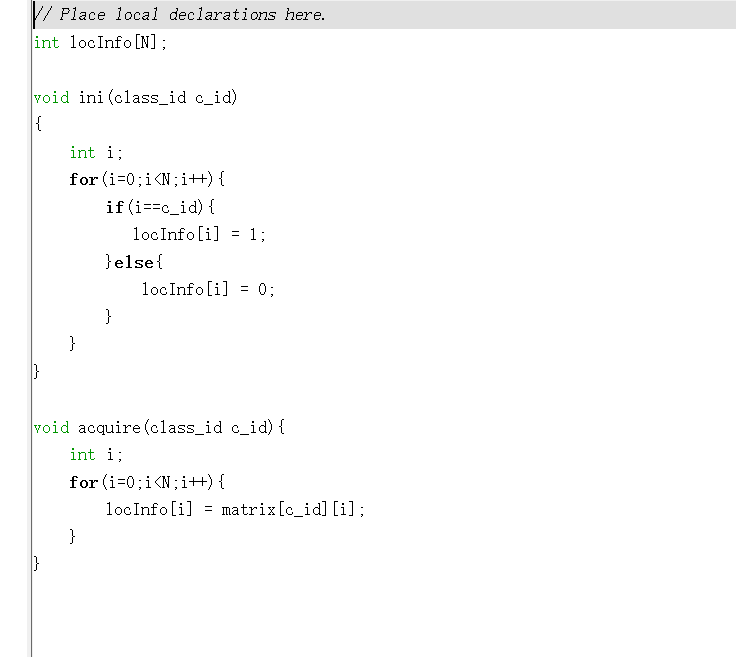 // Place local declarations here.
int locInfo[N];
void ini(class_id c_id)
{
    int i;
    for(i=0;i<N;i++){
        if(i==c_id){
           locInfo[i] = 1;
        }else{
            locInfo[i] = 0;
        }
    }
}
void acquire(class_id c_id){
    int i;
    for(i=0;i<N;i++){
        locInfo[i] = matrix[c_id][i];
    }
}